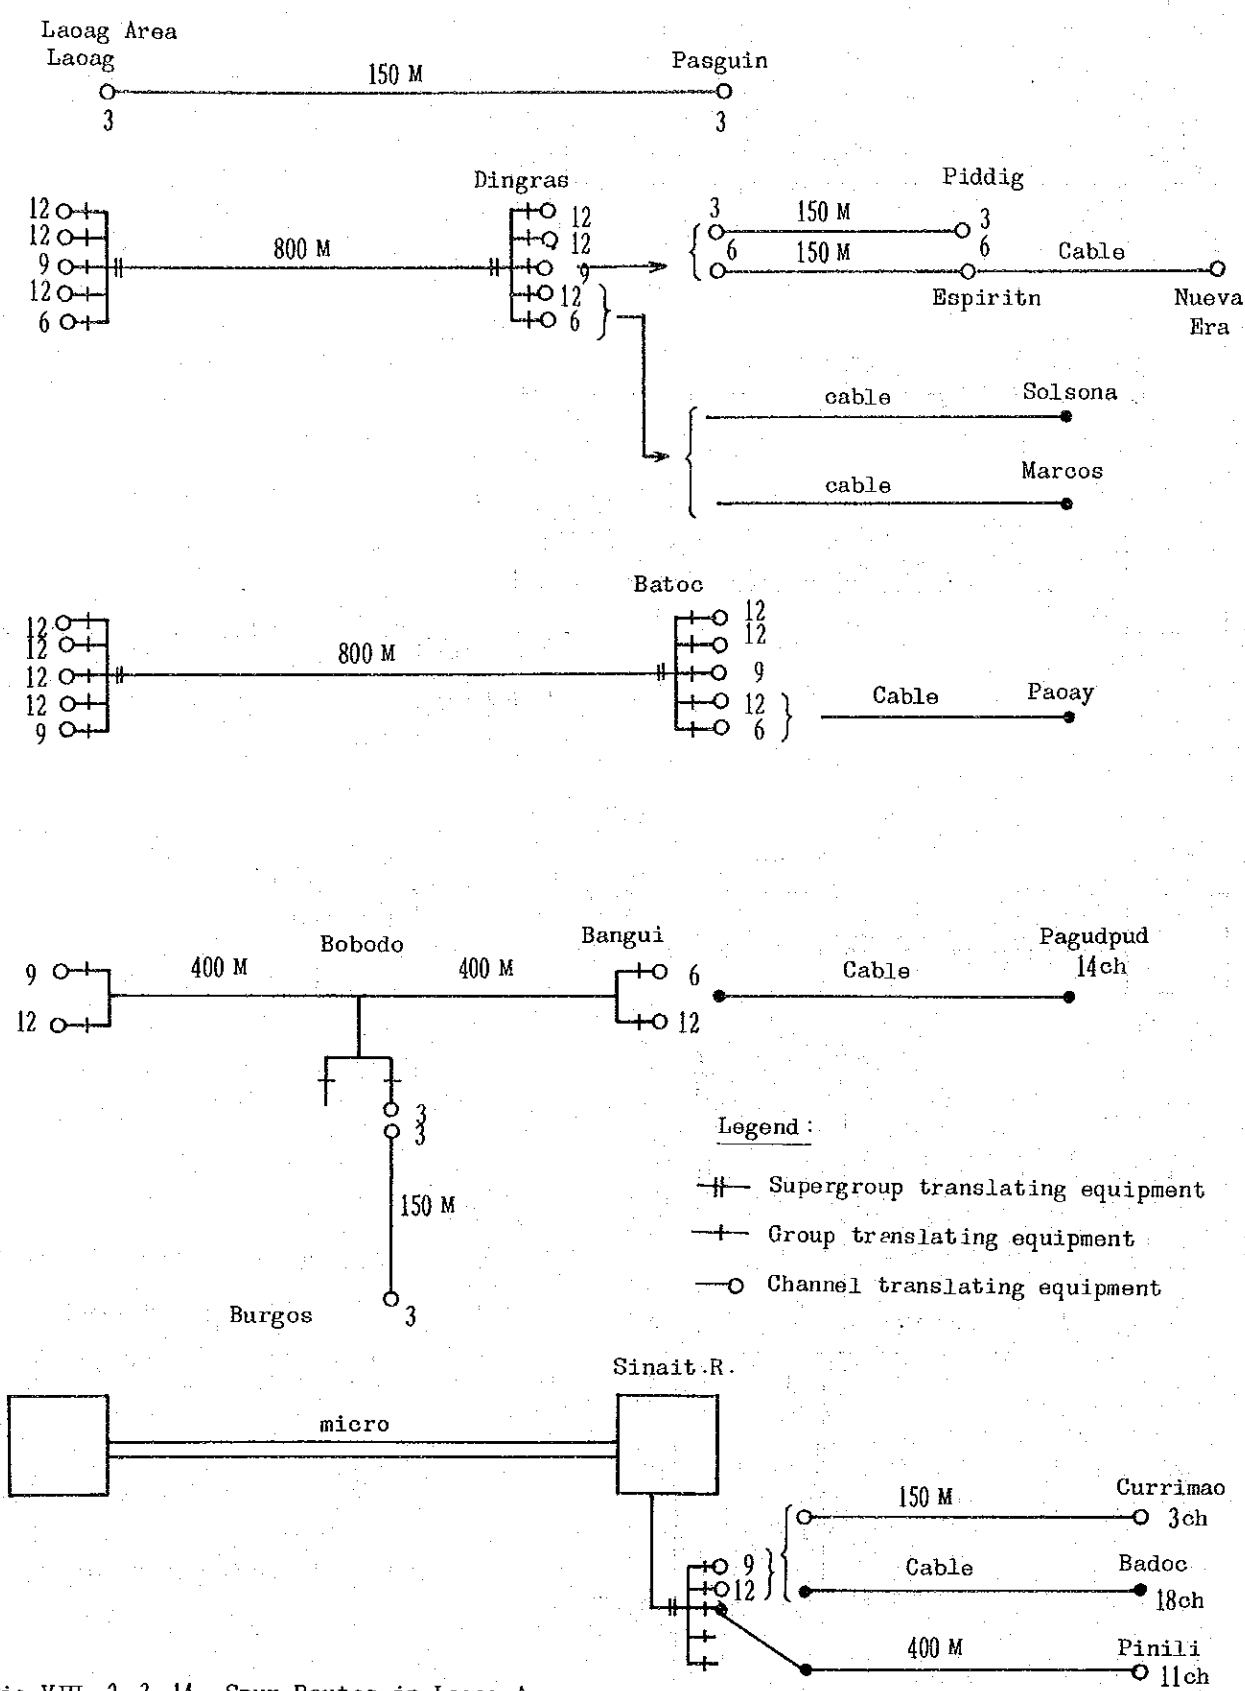 Laoag Area
Laoag
150 M
Pasguin
3
3
Dingras
Piddig
12
12
9
12
6
800 M
12
12
9
12
6
3
150 M
3
6
150 M
6
Cable
Espiritn
Nueva
Era
cable
Solsona
cable
Marcos
Batoc
12
12
12
12
9
800 M
12
12
9
12
6
Cable
Paoay
Bobodo
Bangui
Pagudpud
14ch
9
12
400 M
400 M
6
12
Cable
3
3
150 M
Burgos
3
Legend :
Supergroup translating equipment
Group translating equipment
Channel translating equipment
Sinait R.
micro
9
12
150 M
Currimao
3ch
Cable
Badoc
18ch
400 M
Pinili
11ch